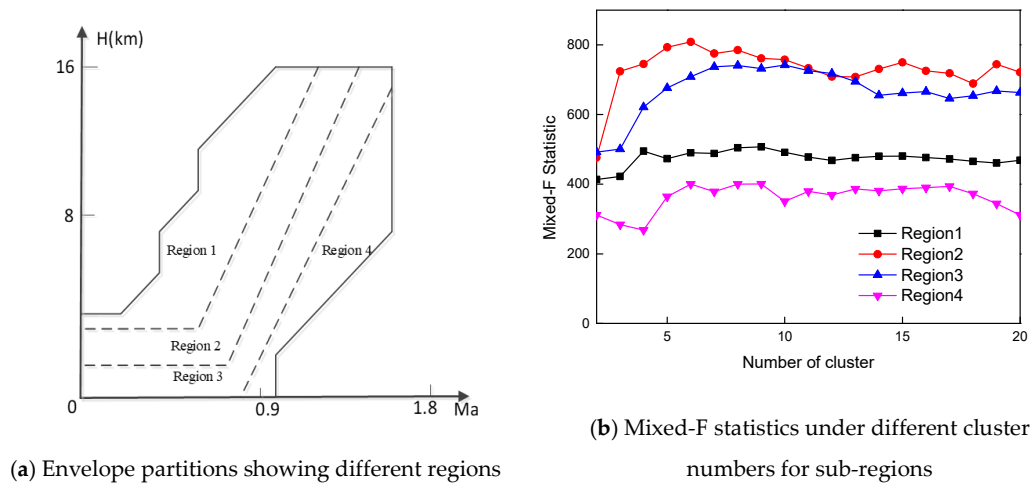 H(km)
16
8
Region 1
Region 4
Region 2
Region 3
0
0.9
Ma
1.8
(a) Envelope partitions showing different regions
800
600
400
200
0
Mixed-F Statistic
Region1
Region2
Region3
Region4
5
10
15
20
Number of cluster
(b) Mixed-F statistics under different cluster
numbers for sub-regions